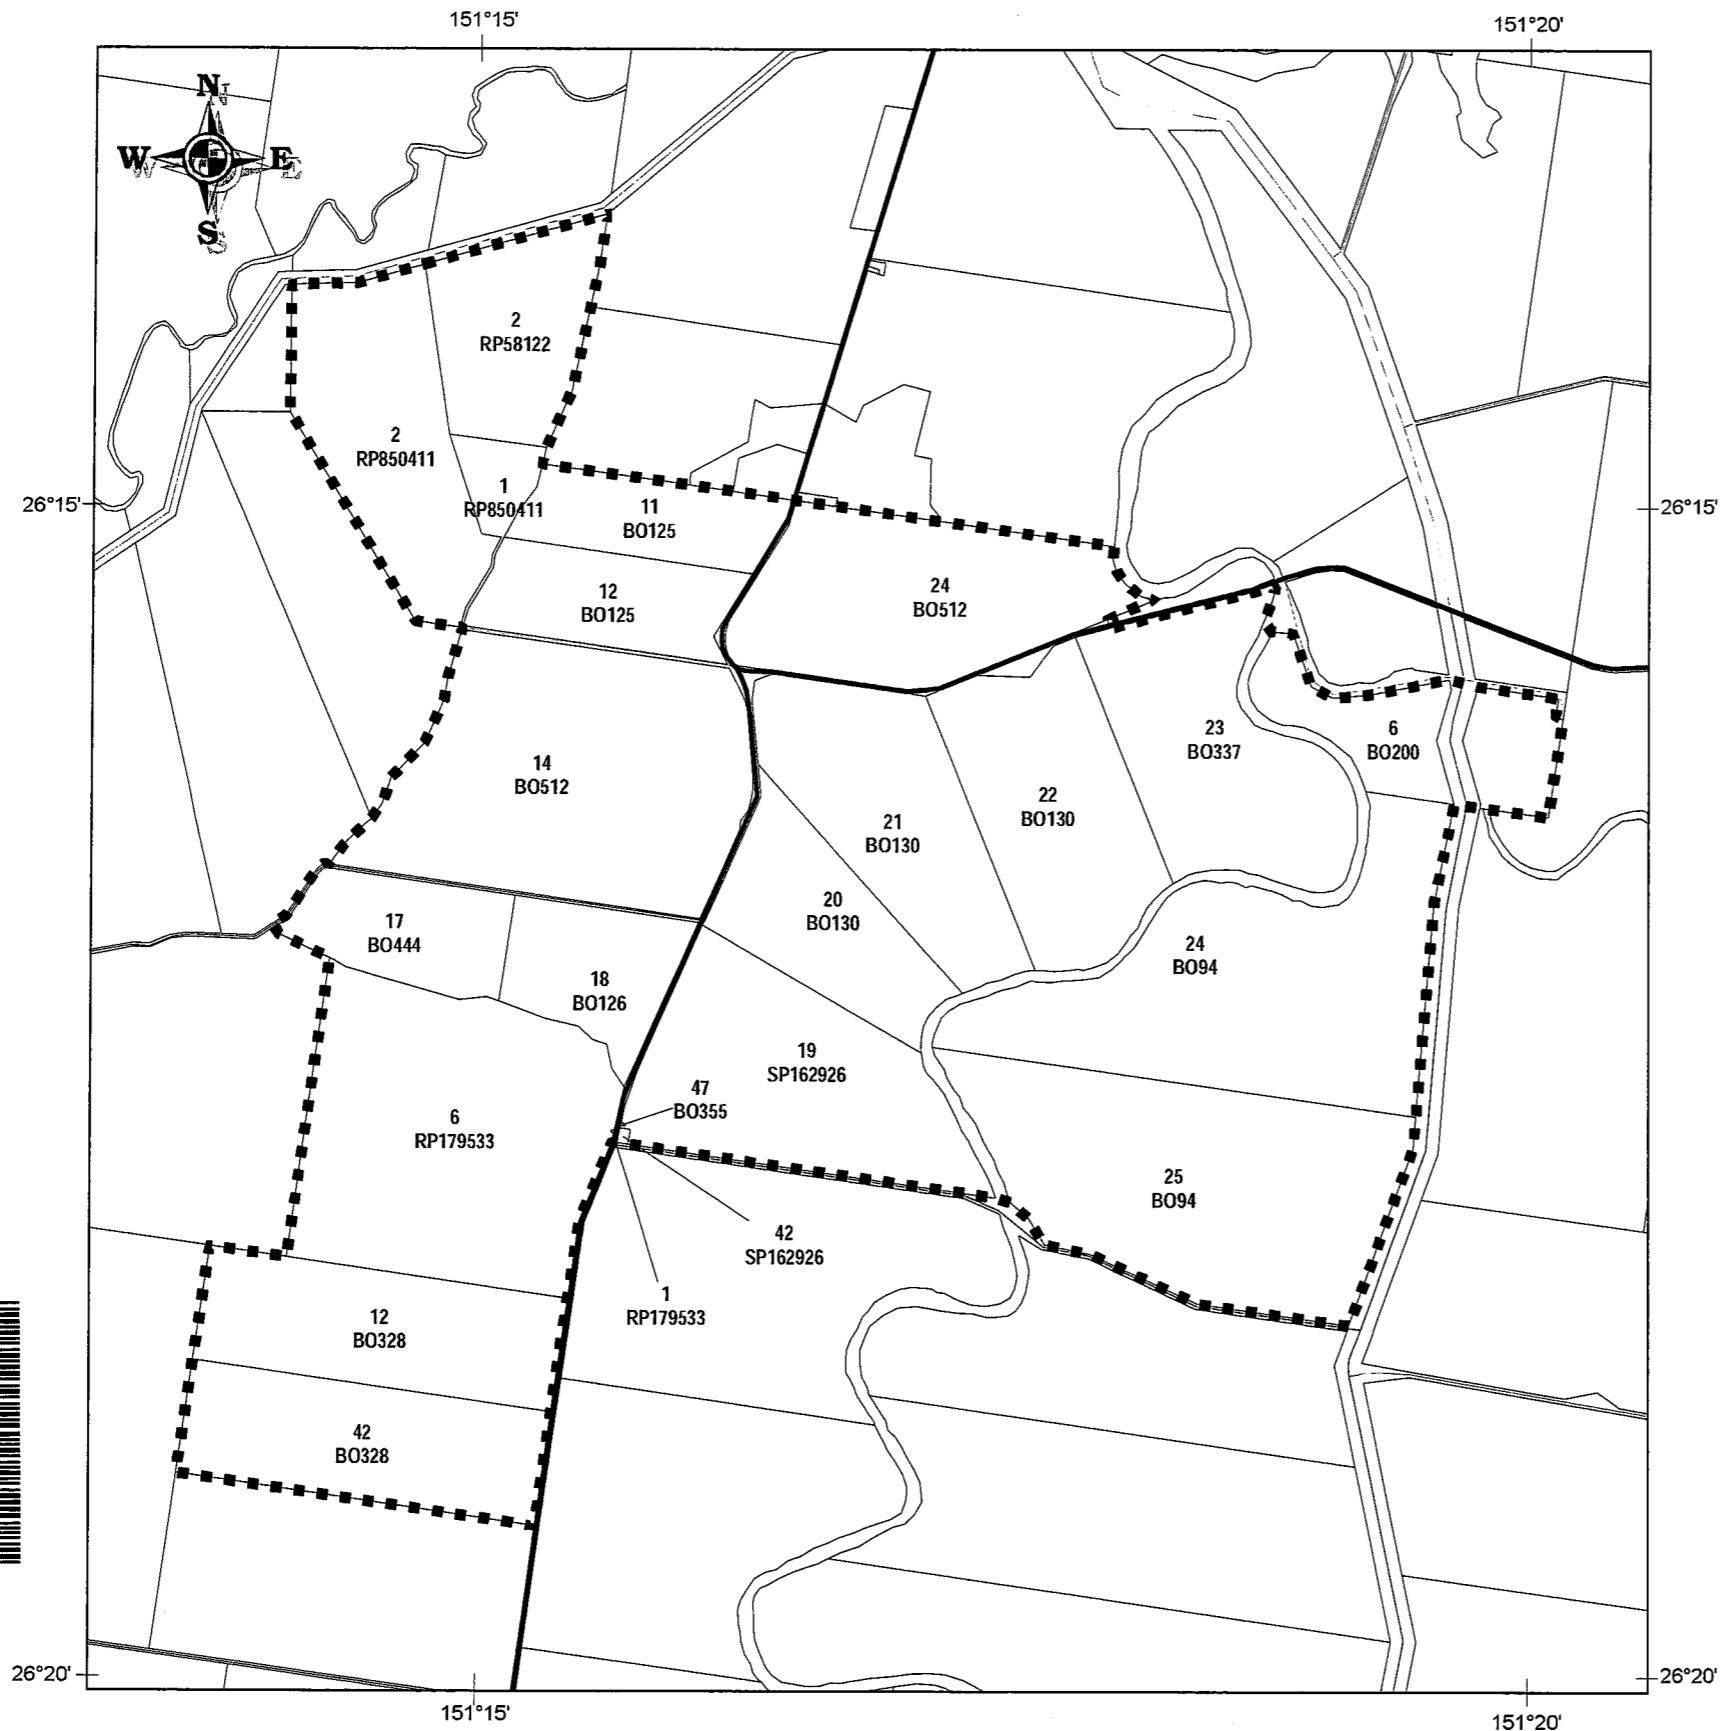 151°15'
151°20'
N
W
E
S
2
RP58122
2
RP850411
1
RP850411
26°15'
26°15'
11
BO125
12
BO125
24
BO512
14
BO512
23
BO337
6
BO200
22
BO130
21
BO130
20
BO130
17
BO444
18
BO126
24
BO94
19
SP162926
47
BO355
6
RP179533
25
BO94
42
SP162926
1
RP179533
12
BO328
42
BO328
26°20'
26°20'
151°15'
151°20'